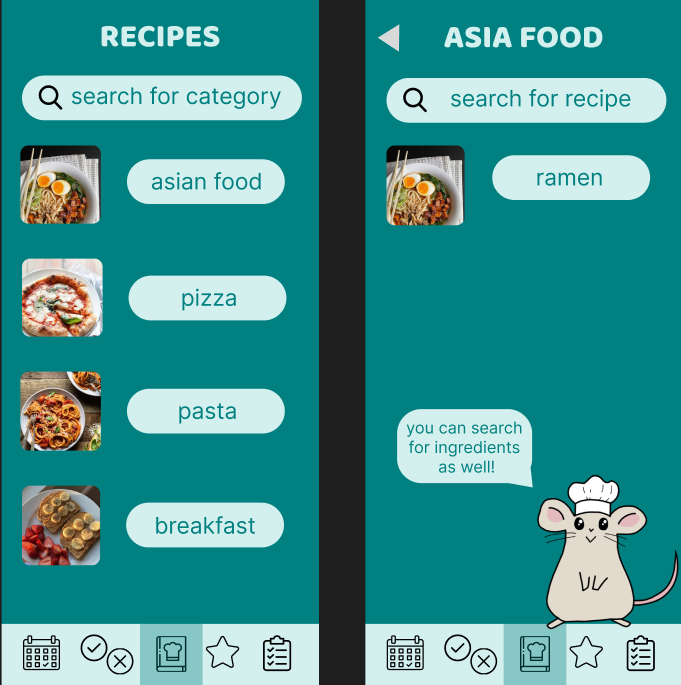 RECIPES
search for category
asian food
pizza
pasta
breakfast
ASIA FOOD
search for recipe
ramen
you can search
for ingredients
as well!